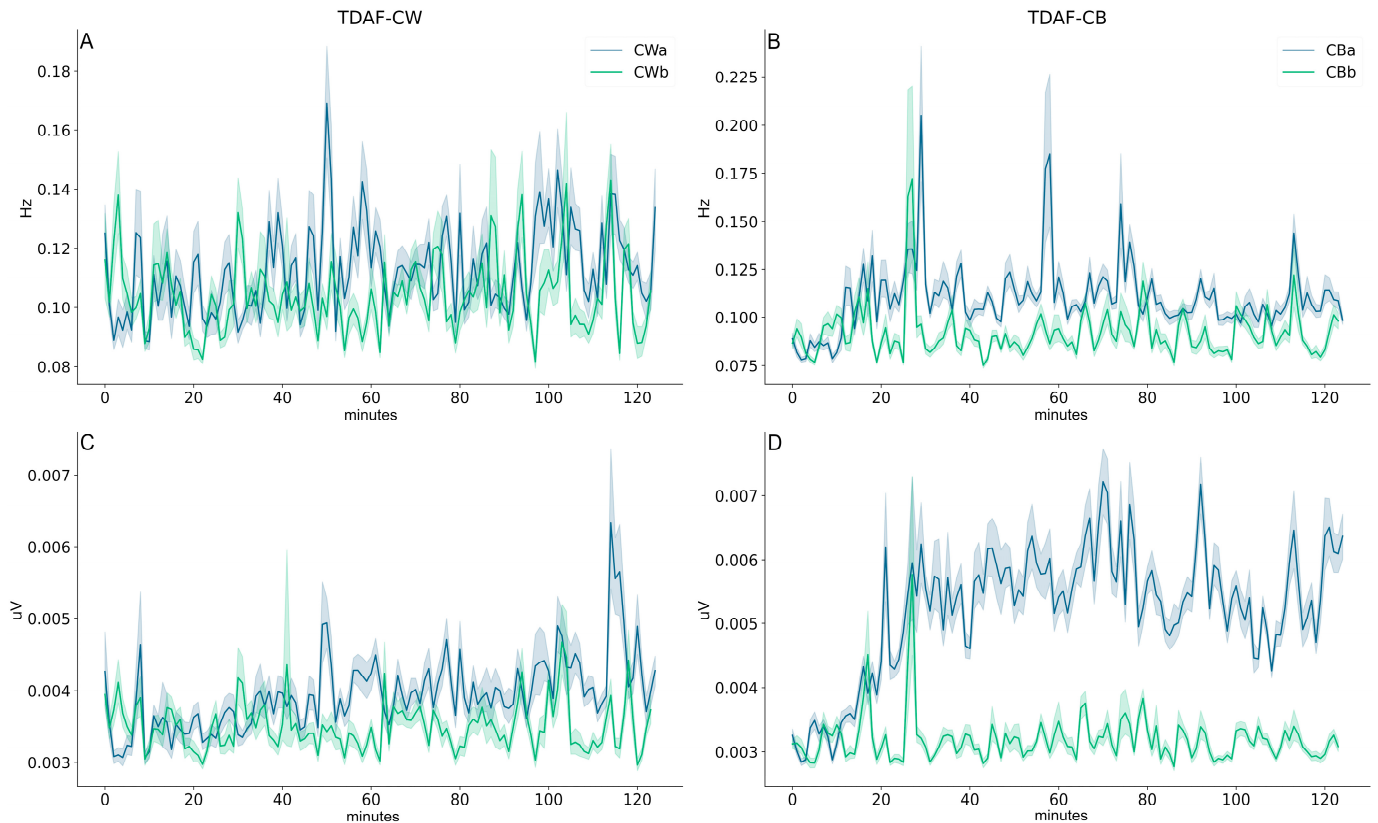 TDAF-CW
A
CWa
CWb
0.18
0.16
0.14
0.12
0.10
0.08
Hz
0 20 40 60 80 100 120
minutes
TDAF-CB
B
CBa
CBb
0.225
0.200
0.175
0.150
0.125
0.100
0.075
Hz
0 20 40 60 80 100 120
minutes
C
0.007
0.006
0.005
0.004
0.003
uV
0 20 40 60 80 100 120
minutes
D
0.007
0.006
0.005
0.004
0.003
uV
0 20 40 60 80 100 120
minutes